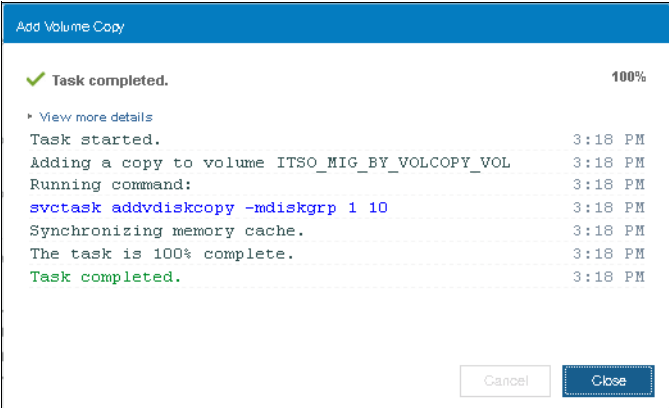 Add Volume Copy
Task completed. 100%
View more details
Task started. 3:18 PM
Adding a copy to volume ITSO_MIG_BY_VOLCOPY_VOL 3:18 PM
Running command: 3:18 PM
svctask addvdiskcopy -mdiskgrp 1 10 3:18 PM
Synchronizing memory cache. 3:18 PM
The task is 100% complete. 3:18 PM
Task completed. 3:18 PM
Cancel Close